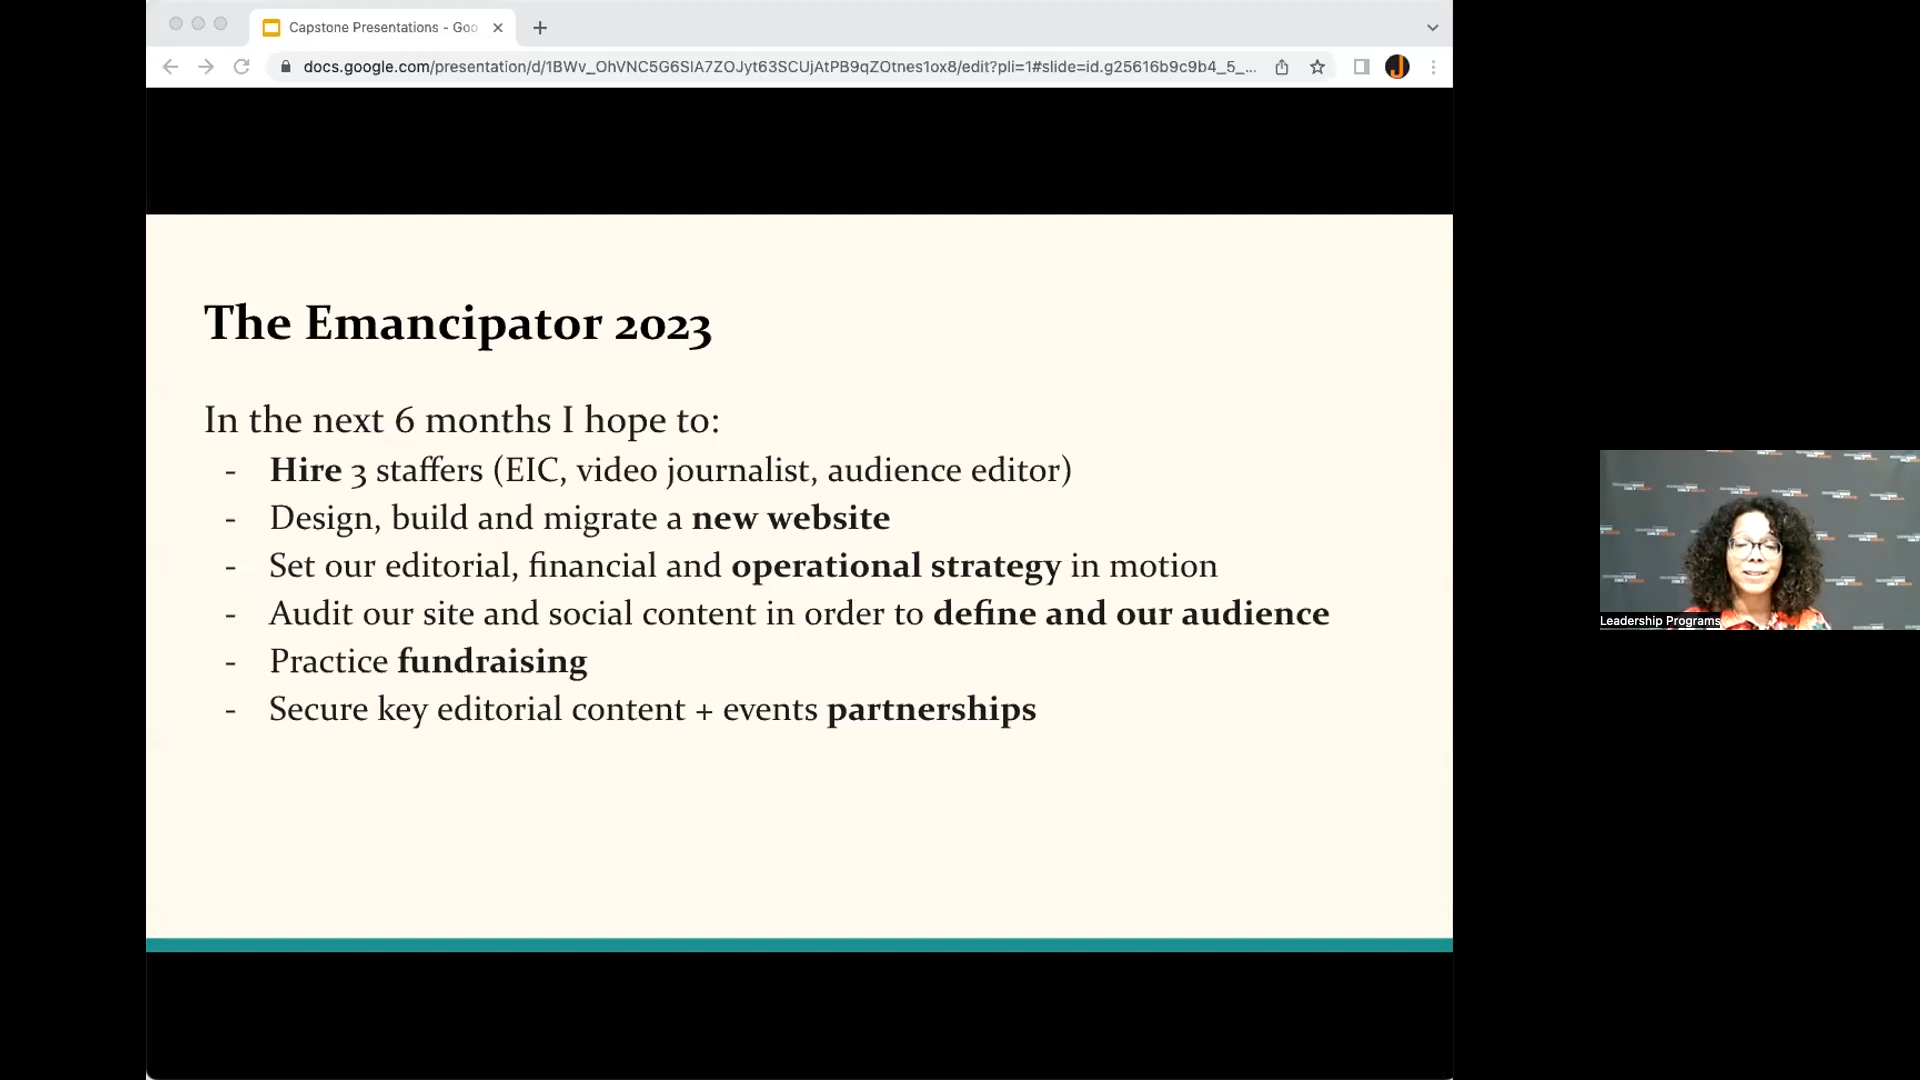 Capstone Presentations - Goo
docs.google.com/presentation/d/1BWv_OhVNC5G6SIA7ZOJyt63SCUjAtPB9qZOtnes1ox8/edit?pli=1#slide=id.g25616b9c9b4_5_...
The Emancipator 2023
In the next 6 months I hope to:
- Hire 3 staffers (EIC, video journalist, audience editor)
- Design, build and migrate a new website
- Set our editorial, financial and operational strategy in motion
- Audit our site and social content in order to define and our audience
- Practice fundraising
- Secure key editorial content + events partnerships
Leadership Programs